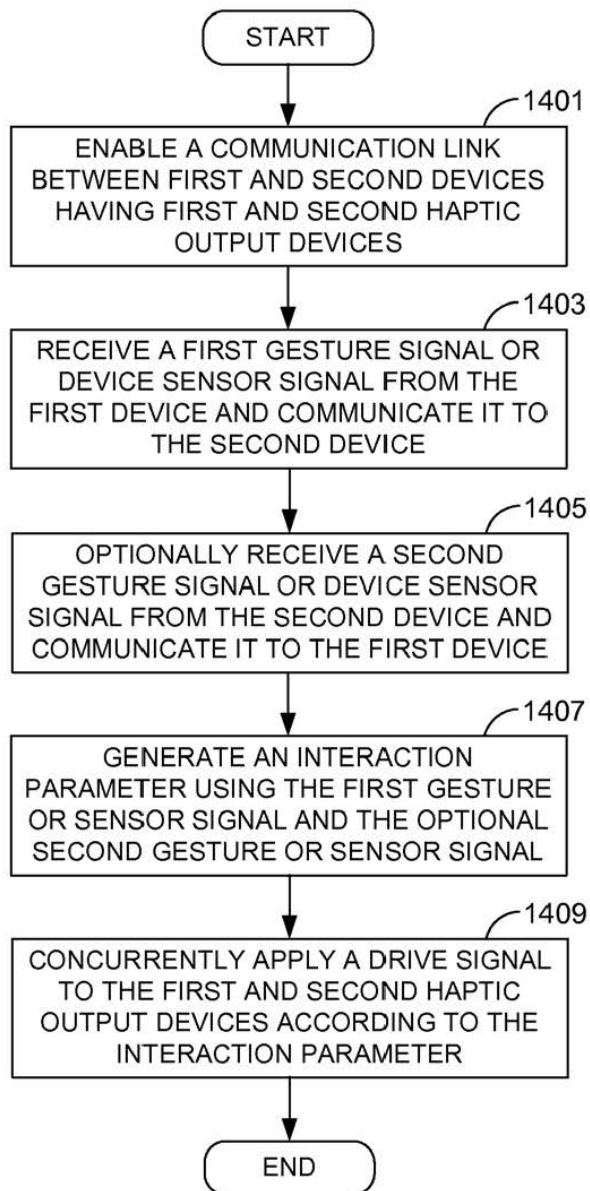 START
1401
ENABLE A COMMUNICATION LINK
BETWEEN FIRST AND SECOND DEVICES
HAVING FIRST AND SECOND HAPTIC
OUTPUT DEVICES
1403
RECEIVE A FIRST GESTURE SIGNAL OR
DEVICE SENSOR SIGNAL FROM THE
FIRST DEVICE AND COMMUNICATE IT TO
THE SECOND DEVICE
1405
OPTIONALLY RECEIVE A SECOND
GESTURE SIGNAL OR DEVICE SENSOR
SIGNAL FROM THE SECOND DEVICE AND
COMMUNICATE IT TO THE FIRST DEVICE
1407
GENERATE AN INTERACTION
PARAMETER USING THE FIRST GESTURE
OR SENSOR SIGNAL AND THE OPTIONAL
SECOND GESTURE OR SENSOR SIGNAL
1409
CONCURRENTLY APPLY A DRIVE SIGNAL
TO THE FIRST AND SECOND HAPTIC
OUTPUT DEVICES ACCORDING TO THE
INTERACTION PARAMETER
END